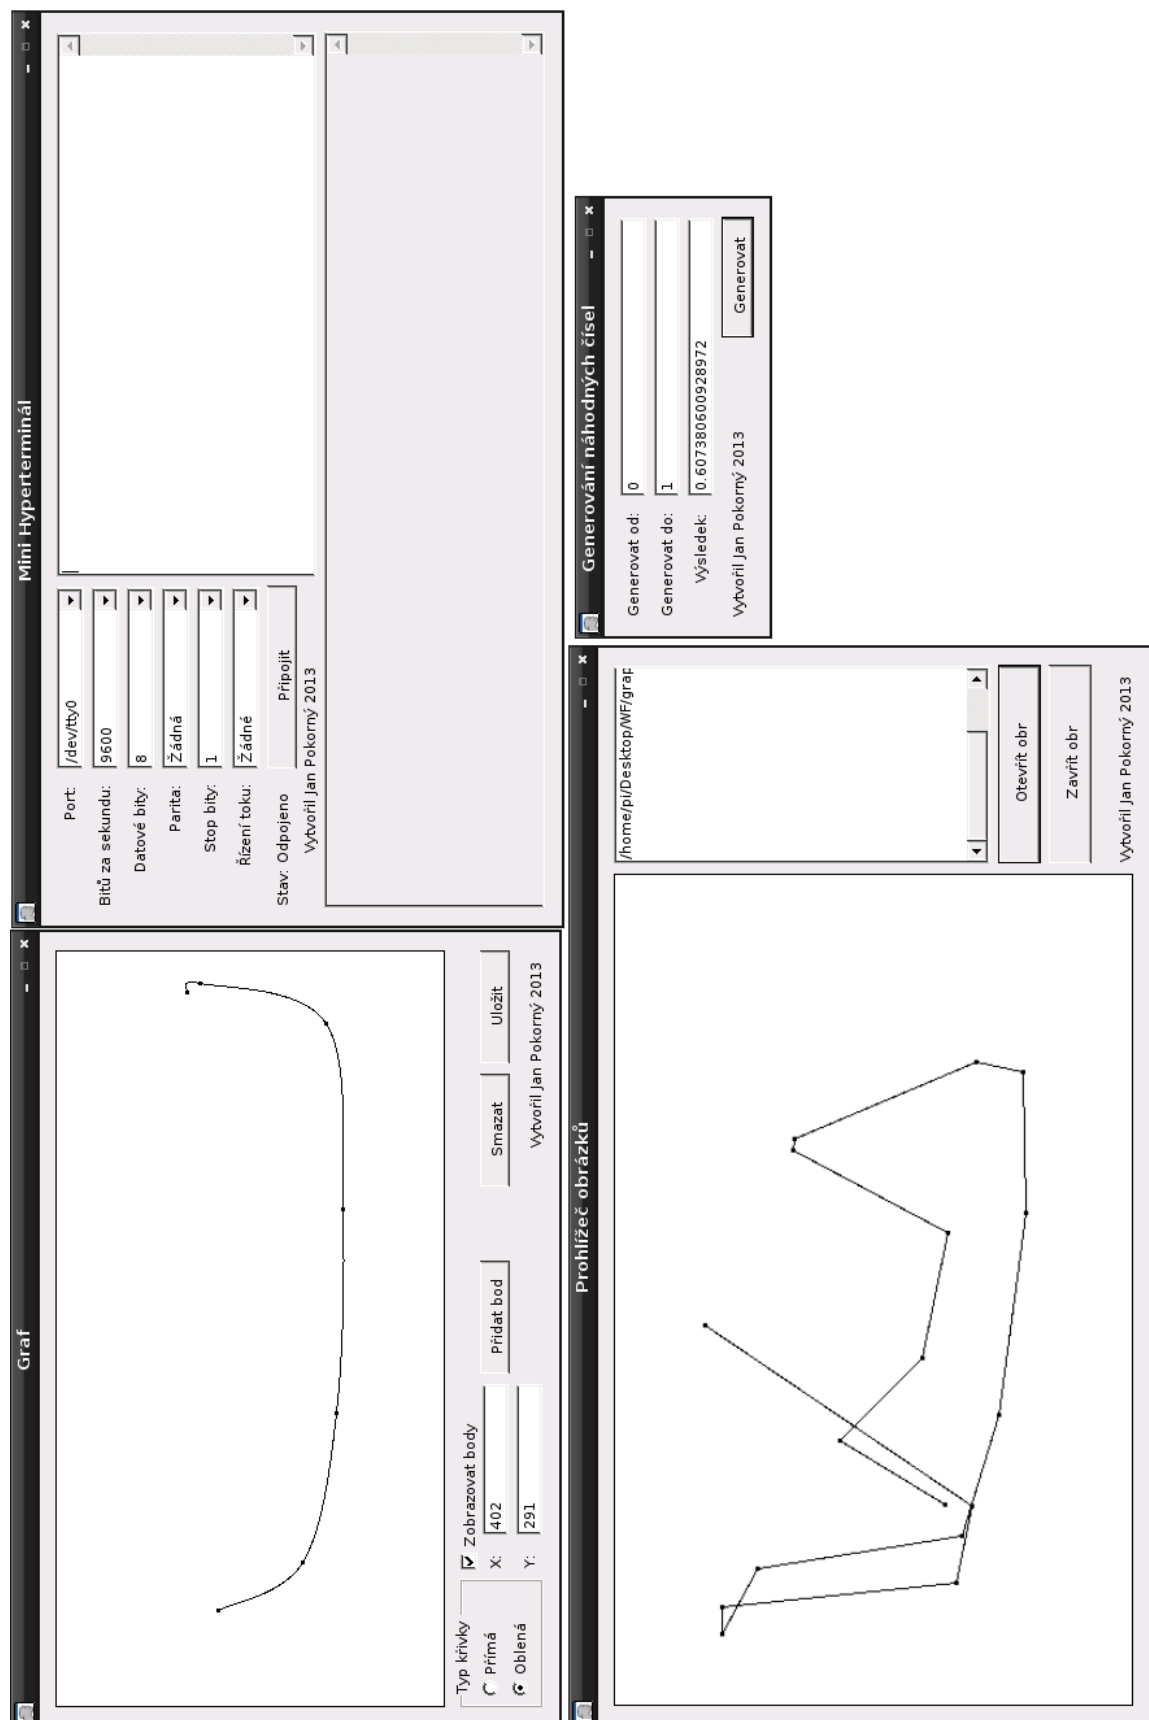 Graf
Typ křivky
Přímá
Oblená
Zobrazovat body
X: 402
Y: 291
Přidat bod
Smazat
Uložit
Vytvořil Jan Pokorný 2013
Mini Hyperterminál
Port: /dev/tty0
Bitů za sekundu: 9600
Datové bity: 8
Parita: Žádná
Stop bity: 1
Řízení toku: Žádné
Stav: Odpojeno
Připojit
Vytvořil Jan Pokorný 2013
Prohlížeč obrázků
/home/pi/Desktop/WF/grap
Otevřít obr
Zavřít obr
Vytvořil Jan Pokorný 2013
Generování náhodných čísel
Generovat od: 0
Generovat do: 1
Výsledek: 0.607380600928972
Vytvořil Jan Pokorný 2013
Generovat